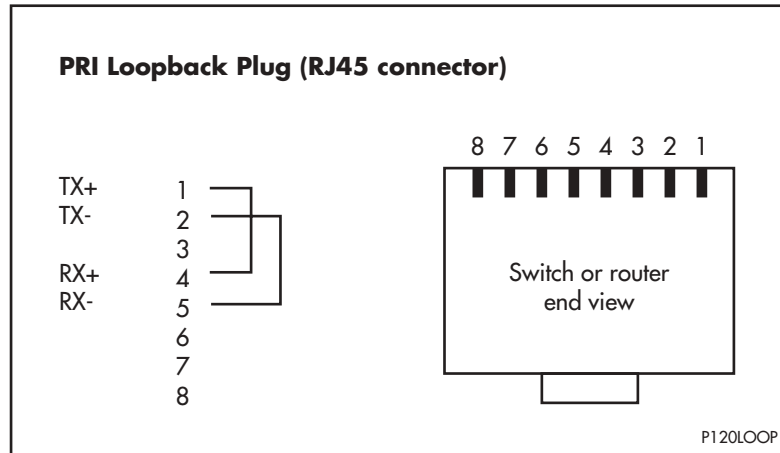 PRI Loopback Plug (RJ45 connector)
TX+ 1
TX- 2
3
RX+ 4
RX- 5
6
7
8
8 7 6 5 4 3 2 1
Switch or router
end view
P120LOOP